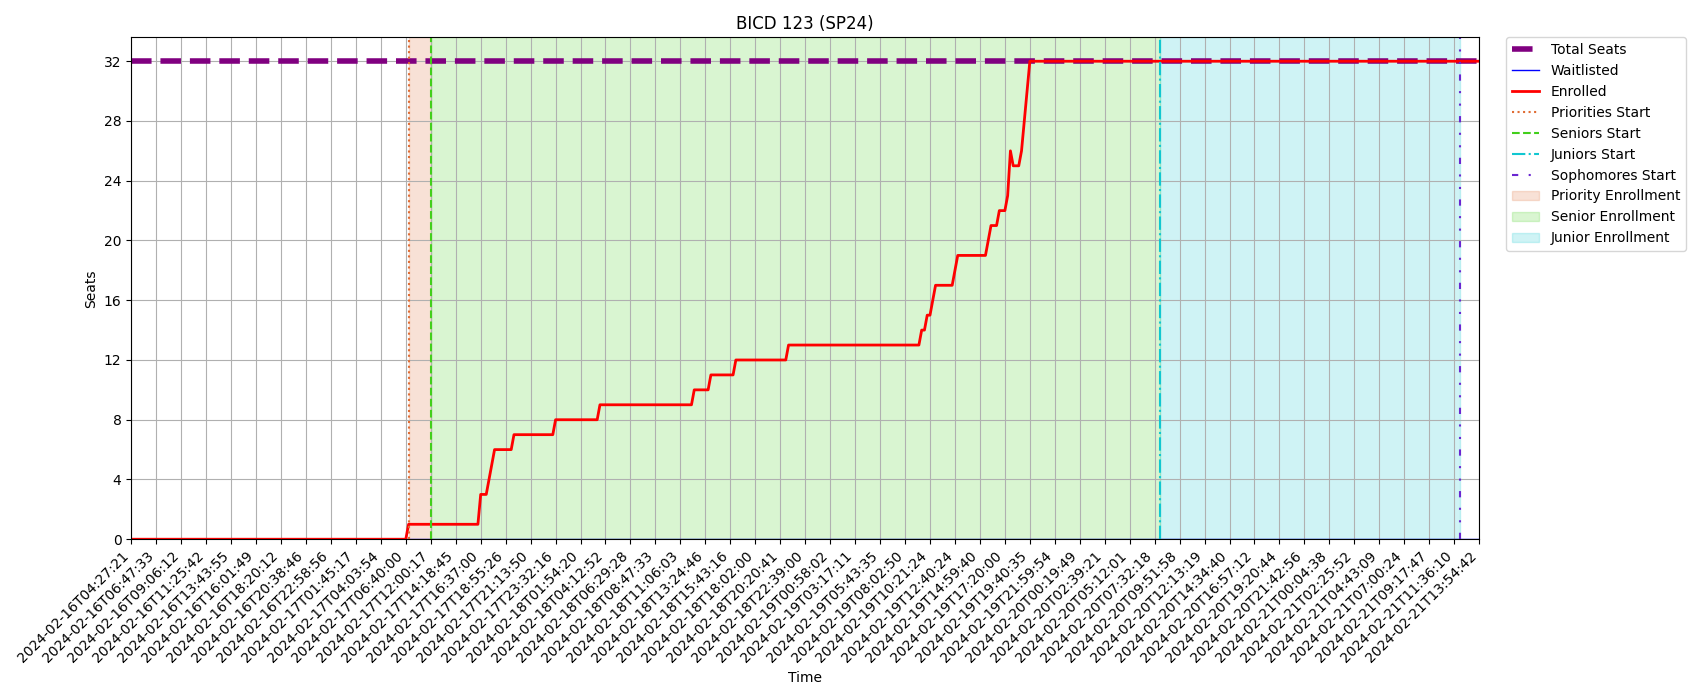 BICD 123 (SP24)
Total Seats
Waitlisted
Enrolled
Priorities Start
Seniors Start
Juniors Start
Sophomores Start
Priority Enrollment
Senior Enrollment
Junior Enrollment
32
28
24
20
16
12
8
4
0
Seats
2024-02-16T04:27:21
2024-02-16T06:47:33
2024-02-16T09:06:12
2024-02-16T11:25:42
2024-02-16T13:43:55
2024-02-16T16:01:49
2024-02-16T18:20:12
2024-02-16T20:38:46
2024-02-16T22:58:56
2024-02-17T01:45:17
2024-02-17T04:03:54
2024-02-17T06:40:00
2024-02-17T12:00:17
2024-02-17T14:18:45
2024-02-17T16:37:00
2024-02-17T18:55:26
2024-02-17T21:13:50
2024-02-17T23:32:16
2024-02-18T01:54:20
2024-02-18T04:12:52
2024-02-18T06:29:28
2024-02-18T08:47:33
2024-02-18T11:06:03
2024-02-18T13:24:46
2024-02-18T15:43:16
2024-02-18T18:02:00
2024-02-18T20:20:41
2024-02-18T22:39:00
2024-02-19T00:58:02
2024-02-19T03:17:11
2024-02-19T05:43:35
2024-02-19T08:02:50
2024-02-19T10:21:24
2024-02-19T12:40:24
2024-02-19T14:59:40
2024-02-19T17:20:00
2024-02-19T19:40:35
2024-02-19T21:59:54
2024-02-20T00:19:49
2024-02-20T02:39:21
2024-02-20T05:12:01
2024-02-20T07:32:18
2024-02-20T09:51:58
2024-02-20T12:13:19
2024-02-20T14:34:40
2024-02-20T16:57:12
2024-02-20T19:20:44
2024-02-20T21:42:56
2024-02-21T00:04:38
2024-02-21T02:25:52
2024-02-21T04:43:09
2024-02-21T07:00:24
2024-02-21T09:17:47
2024-02-21T11:36:10
2024-02-21T13:54:42
Time